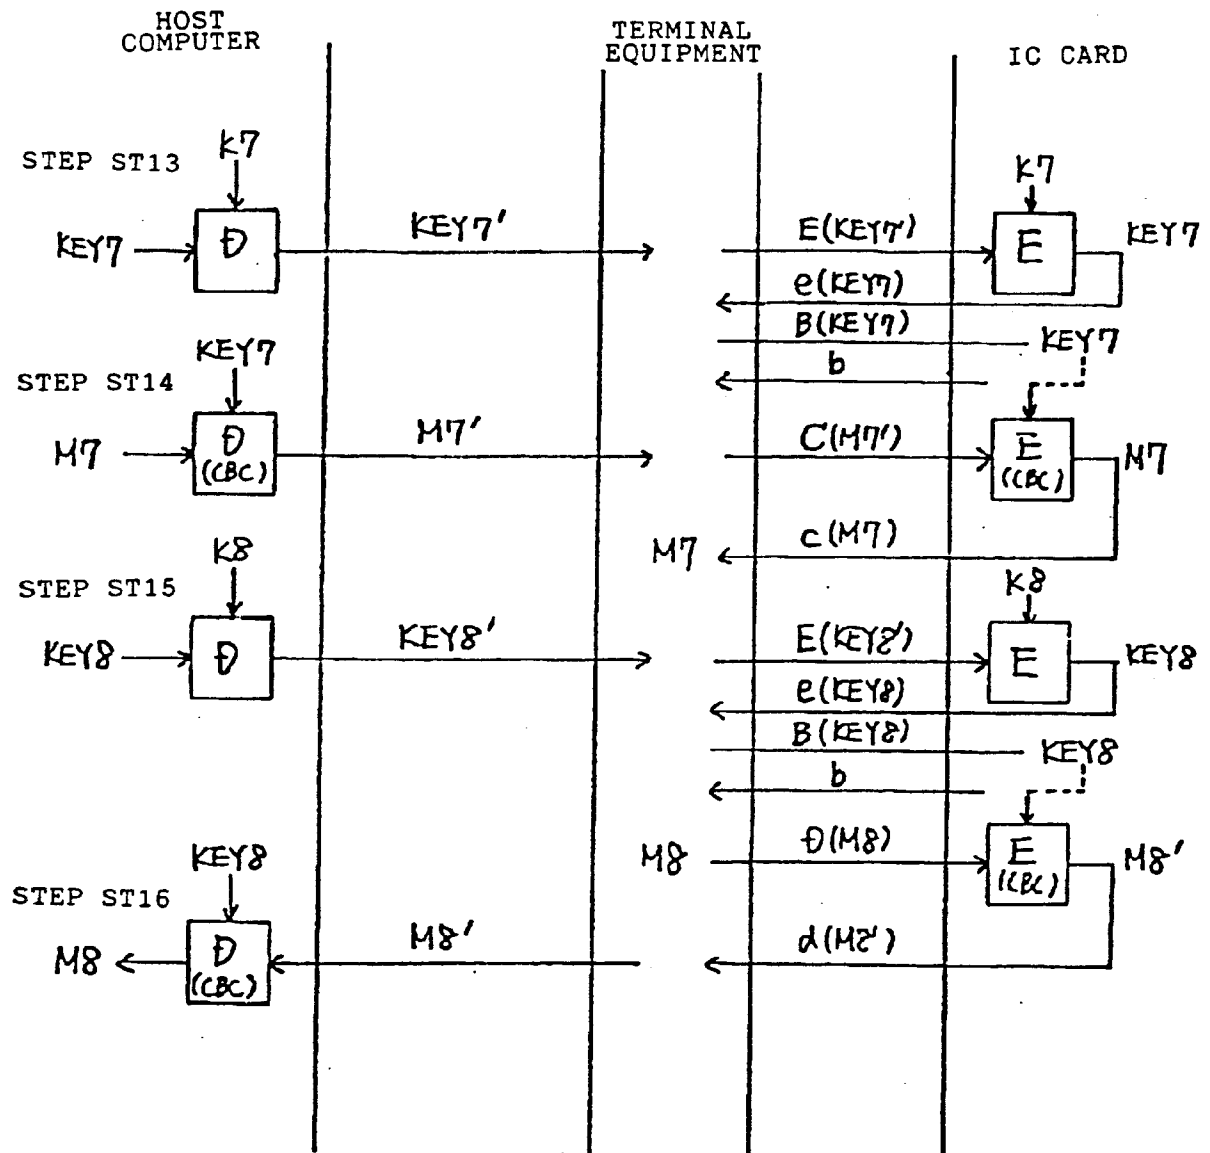 HOST
COMPUTER
TERMINAL
EQUIPMENT
IC CARD
STEP ST13
K7
K7
KEY7
D
KEY7'
E(KEY7')
E
KEY7
e(KEY7)
B(KEY7)
KEY7
b
STEP ST14
KEY7
M7
D
(CBC)
M7'
C(M7')
E
(CBC)
M7
M7
c(M7)
STEP ST15
K8
K8
KEY8
D
KEY8'
E(KEY8')
E
KEY8
e(KEY8)
B(KEY8)
KEY8
b
M8
D(M8)
E
(CBC)
M8'
STEP ST16
KEY8
M8
D
(CBC)
M8'
d(M8')